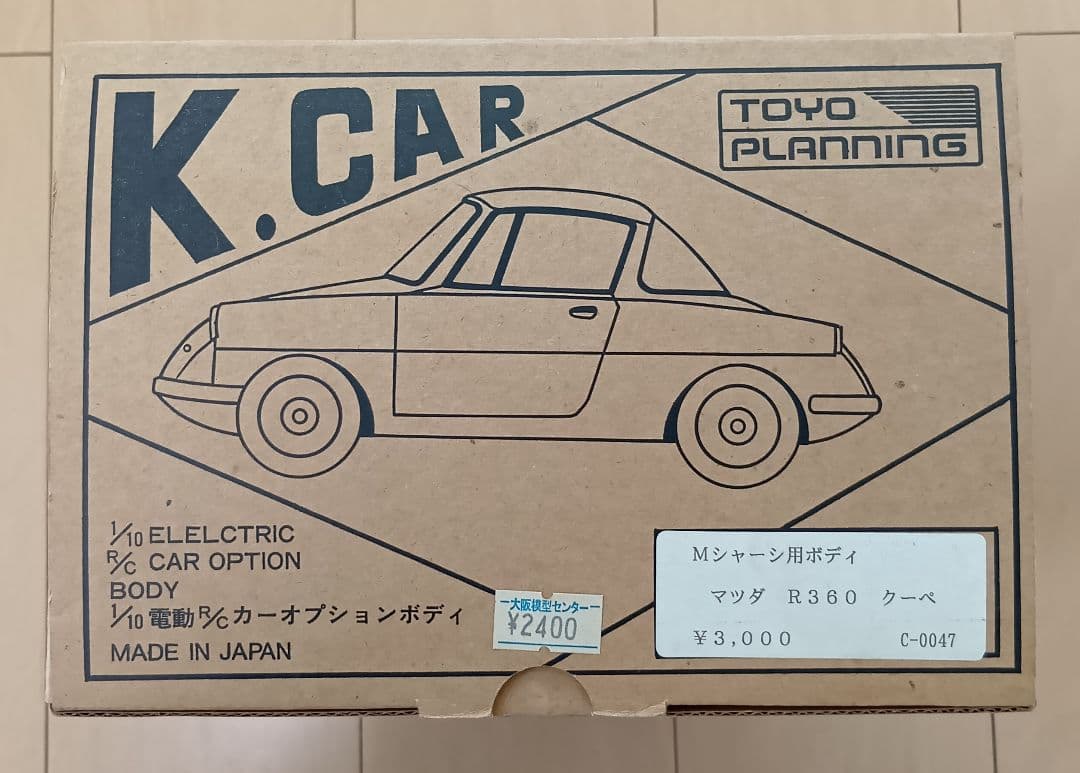 K.CAR
TOYO
PLANNING
1/10 ELELCTRIC
R/C CAR OPTION
BODY
1/10 電動 R/C カーオプションボディ
MADE IN JAPAN
大阪模型センター
¥2400
Mシャーシ用ボディ
マツダ R360 クーペ
¥3,000 C-0047